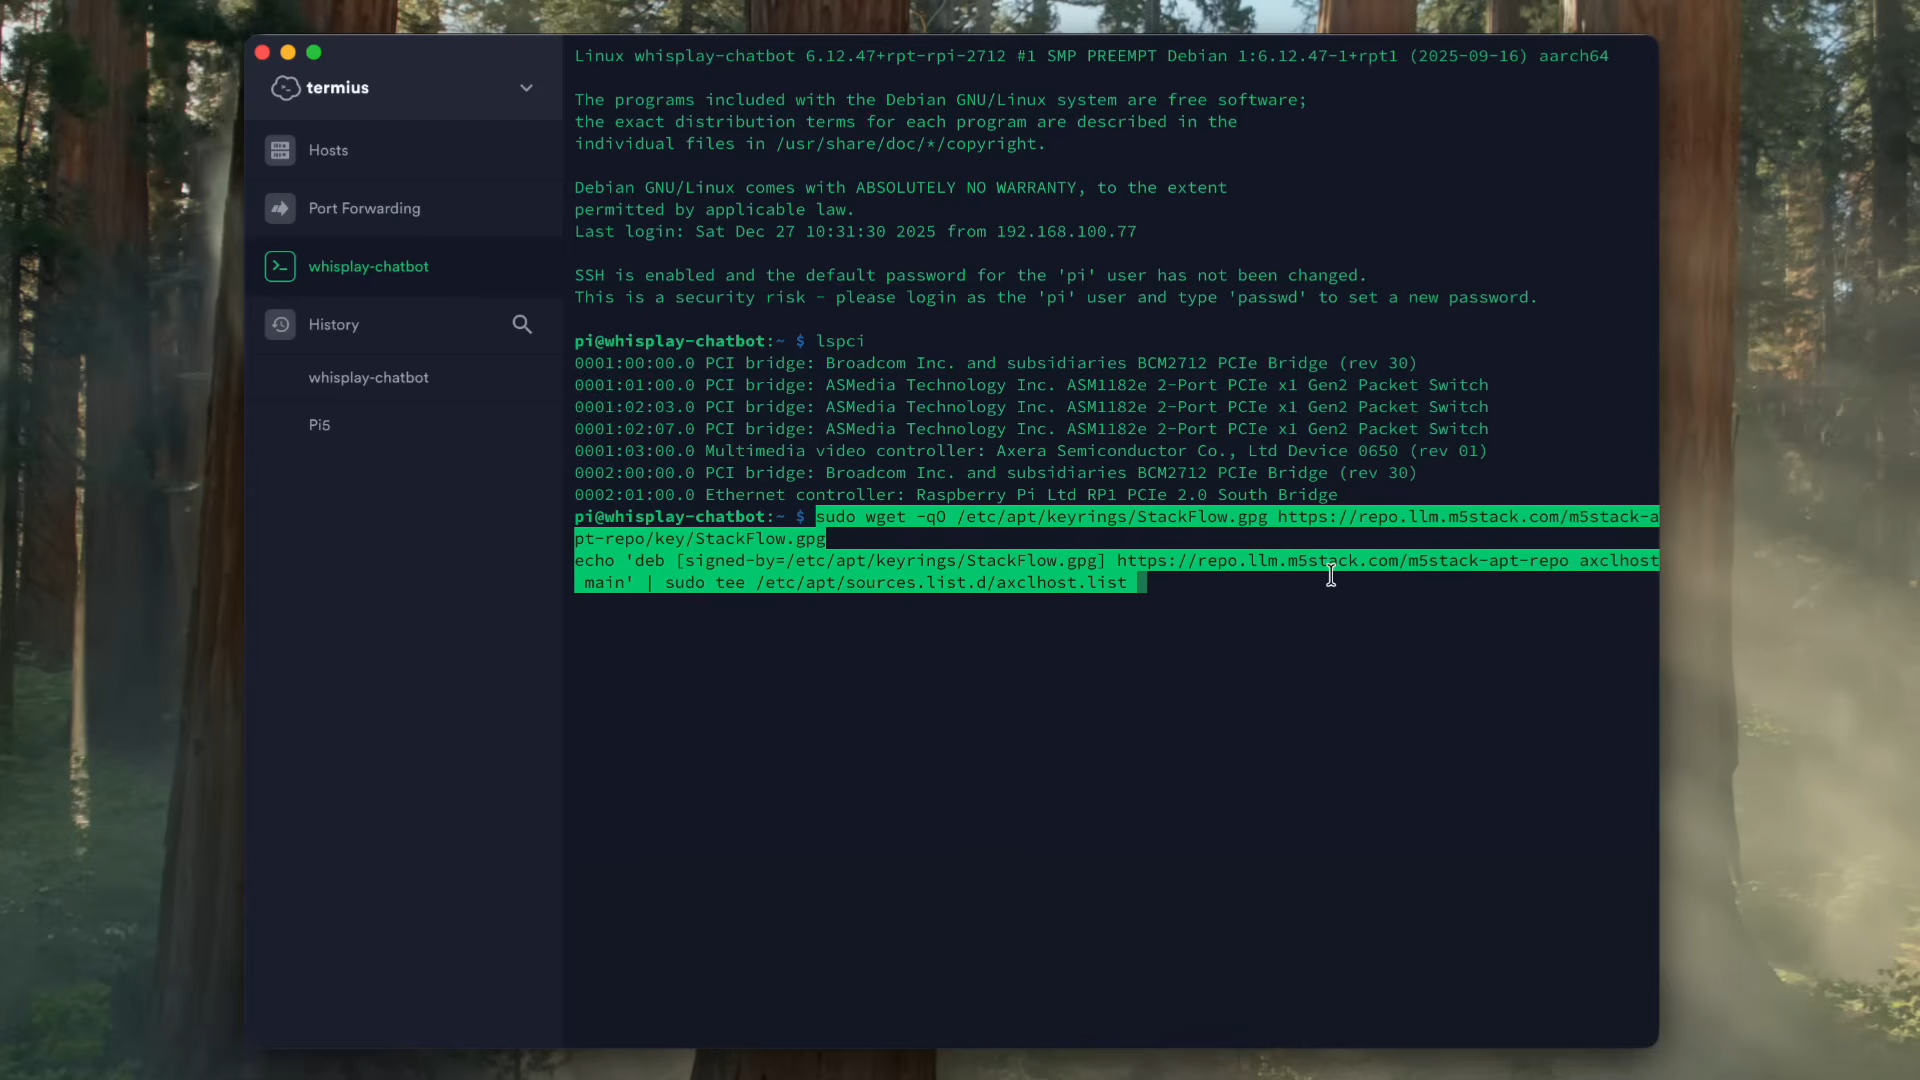 termius
Hosts
Port Forwarding
whisplay-chatbot
History
whisplay-chatbot
Pi5
Linux whisplay-chatbot 6.12.47+rpt-rpi-2712 #1 SMP PREEMPT Debian 1:6.12.47-1+rpt1 (2025-09-16) aarch64
The programs included with the Debian GNU/Linux system are free software;
the exact distribution terms for each program are described in the
individual files in /usr/share/doc/*/copyright.
Debian GNU/Linux comes with ABSOLUTELY NO WARRANTY, to the extent
permitted by applicable law.
Last login: Sat Dec 27 10:31:30 2025 from 192.168.100.77
SSH is enabled and the default password for the 'pi' user has not been changed.
This is a security risk - please login as the 'pi' user and type 'passwd' to set a new password.
pi@whisplay-chatbot:~ $ lspci
0001:00:00.0 PCI bridge: Broadcom Inc. and subsidiaries BCM2712 PCIe Bridge (rev 30)
0001:01:00.0 PCI bridge: ASMedia Technology Inc. ASM1182e 2-Port PCIe x1 Gen2 Packet Switch
0001:02:03.0 PCI bridge: ASMedia Technology Inc. ASM1182e 2-Port PCIe x1 Gen2 Packet Switch
0001:02:07.0 PCI bridge: ASMedia Technology Inc. ASM1182e 2-Port PCIe x1 Gen2 Packet Switch
0001:03:00.0 Multimedia video controller: Axera Semiconductor Co., Ltd Device 0650 (rev 01)
0002:00:00.0 PCI bridge: Broadcom Inc. and subsidiaries BCM2712 PCIe Bridge (rev 30)
0002:01:00.0 Ethernet controller: Raspberry Pi Ltd RP1 PCIe 2.0 South Bridge
pi@whisplay-chatbot:~ $ sudo wget -qO /etc/apt/keyrings/StackFlow.gpg https://repo.llm.m5stack.com/m5stack-a
pt-repo/key/StackFlow.gpg
echo 'deb [signed-by=/etc/apt/keyrings/StackFlow.gpg] https://repo.llm.m5stack.com/m5stack-apt-repo axclhost
main' | sudo tee /etc/apt/sources.list.d/axclhost.list